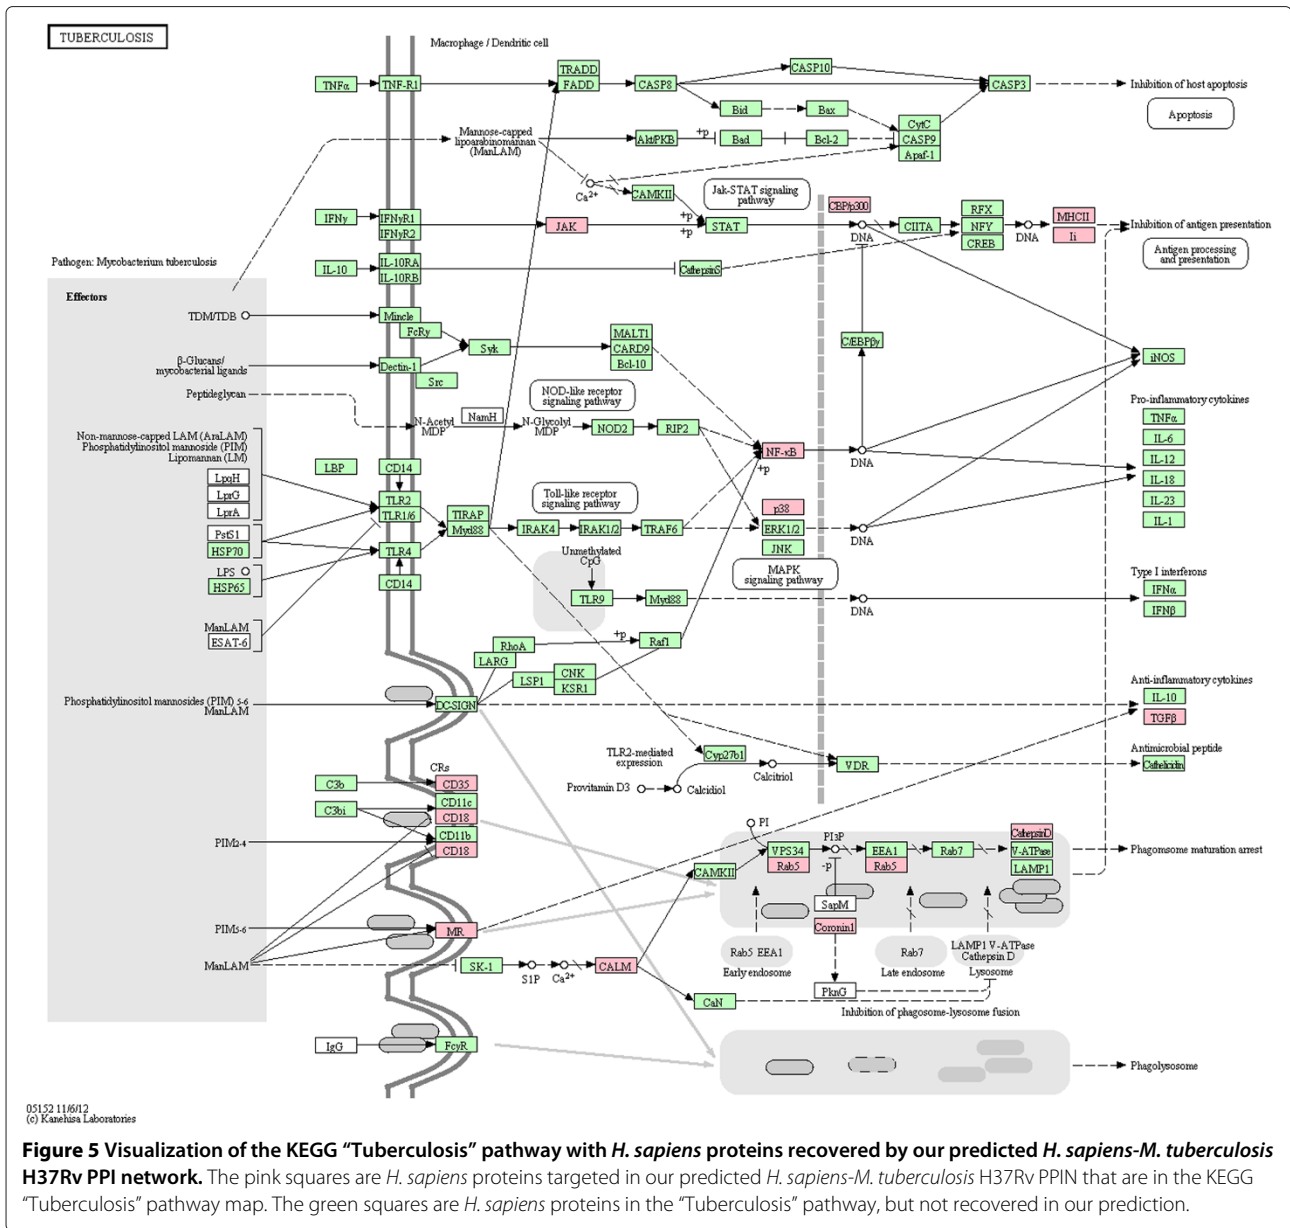 TUBERCULOSIS
Macrophage / Dendritic cell
TNFα
TNF-R1
TRADD
FADD
CASP8
CASP10
CASP3
Inhibition of host apoptosis
Apoptosis
Bid
Bax
CytC
CASP9
Apaf-1
Mannose-capped
lipoarabinomannan
(ManLAM)
Akt/PKB
+p
Bad
Bcl-2
Ca2+
CAMKII
Jak-STAT signaling
pathway
IFNγ
IFNγR1
IFNγR2
JAK
+p
+p
STAT
CBP/p300
DNA
CIITA
RFX
NFY
CREB
DNA
MHCII
Ii
Inhibition of antigen presentation
Antigen processing
and presentation
IL-10
IL-10RA
IL-10RB
CathepsinS
Pathogen: Mycobacterium tuberculosis
Effectors
TDM/TDB
Mincle
FcRγ
Syk
MALT1
CARD9
Bcl-10
C/EBPβγ
iNOS
β-Glucans/
mycobacterial ligands
Dectin-1
Src
Peptideglycan
N-Acetyl
MDP
NamH
N-Glycolyl
MDP
NOD-like receptor
signaling pathway
NOD2
RIP2
NF-κB
+p
DNA
Pro-inflammatory cytokines
TNFα
IL-6
IL-12
IL-18
IL-23
IL-1
Non-mannose-capped LAM (AraLAM)
Phosphatidylinositol mannoside (PIM)
Lipomannan (LM)
LpqH
LprG
LprA
PstS1
HSP70
LPS
HSP65
ManLAM
ESAT-6
LBP
CD14
TLR2
TLR1/6
TLR4
CD14
TIRAP
Myd88
Toll-like receptor
signaling pathway
IRAK4
IRAK1/2
TRAF6
p38
ERK1/2
JNK
DNA
MAPK
signaling pathway
Unmethylated
CpG
TLR9
Myd88
DNA
Type I interferons
IFNα
IFNβ
RhoA
LARG
+p
Raf1
LSP1
CNK
KSR1
Phosphatidylinositol mannosides (PIM) 5-6
ManLAM
DC-SIGN
Anti-inflammatory cytokines
IL-10
TGFβ
TLR2-mediated
expression
Cyp27b1
Provitamin D3
Calcidiol
Calcitriol
VDR
Antimicrobial peptide
Cathelicidin
CRs
C3b
CD35
C3bi
CD11c
CD18
PIM2-4
CD11b
CD18
PI
VPS34
Rab5
PI3P
-p
EEA1
Rab5
Rab7
CathepsinD
V-ATPase
LAMP1
Phagomsome maturation arrest
CAMKII
SapM
Coronin1
PIM5-6
MR
Rab5 EEA1
Early endosome
Rab7
Late endosome
LAMP1 V-ATPase
Cathepsin D
Lysosome
ManLAM
SK-1
S1P
Ca2+
CALM
CaN
PknG
Inhibition of phagosome-lysosome fusion
IgG
FcγR
Phagolysosome
05152 11/6/12
(c) Kanehisa Laboratories
Figure 5 Visualization of the KEGG “Tuberculosis” pathway with H. sapiens proteins recovered by our predicted H. sapiens-M. tuberculosis
H37Rv PPI network. The pink squares are H. sapiens proteins targeted in our predicted H. sapiens-M. tuberculosis H37Rv PPIN that are in the KEGG
“Tuberculosis” pathway map. The green squares are H. sapiens proteins in the “Tuberculosis” pathway, but not recovered in our prediction.